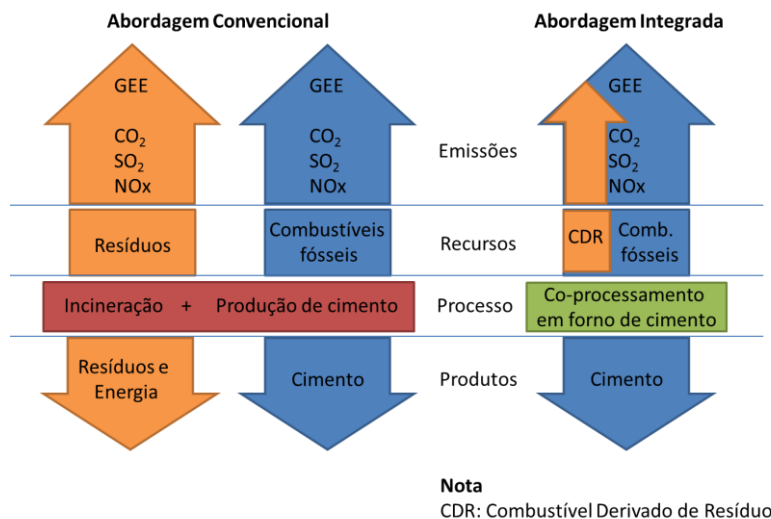 Abordagem Convencional
Abordagem Integrada
GEE
CO₂
SO₂
NOx
GEE
CO₂
SO₂
NOx
Emissões
GEE
CO₂
SO₂
NOx
Resíduos
Combustíveis
fósseis
Recursos
CDR
Comb.
fósseis
Incineração + Produção de cimento
Processo
Co-processamento
em forno de cimento
Resíduos e
Energia
Cimento
Produtos
Cimento
Nota
CDR: Combustível Derivado de Resíduo